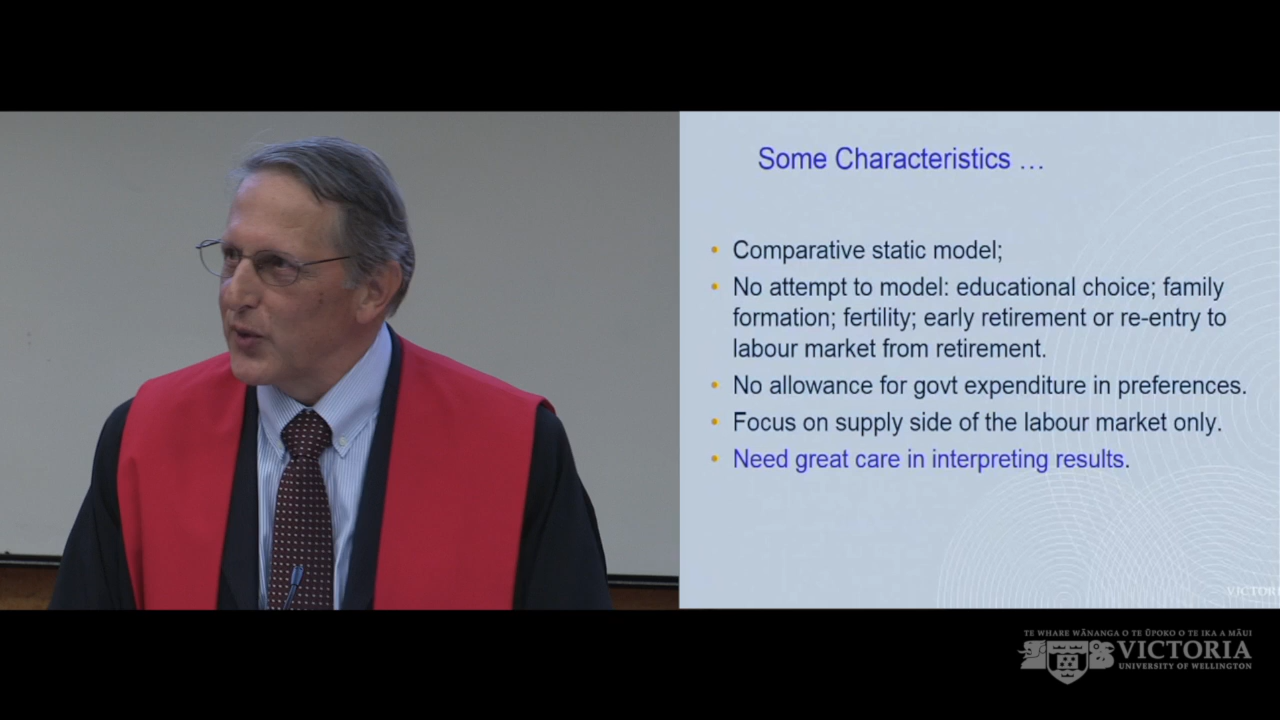 Some Characteristics …
• Comparative static model;
• No attempt to model: educational choice; family
formation; fertility; early retirement or re-entry to
labour market from retirement.
• No allowance for govt expenditure in preferences.
• Focus on supply side of the labour market only.
• Need great care in interpreting results.
VICTORI
TE WHARE WĀNANGA O TE ŪPOKO O TE IKA A MĀUI
VICTORIA
UNIVERSITY OF WELLINGTON